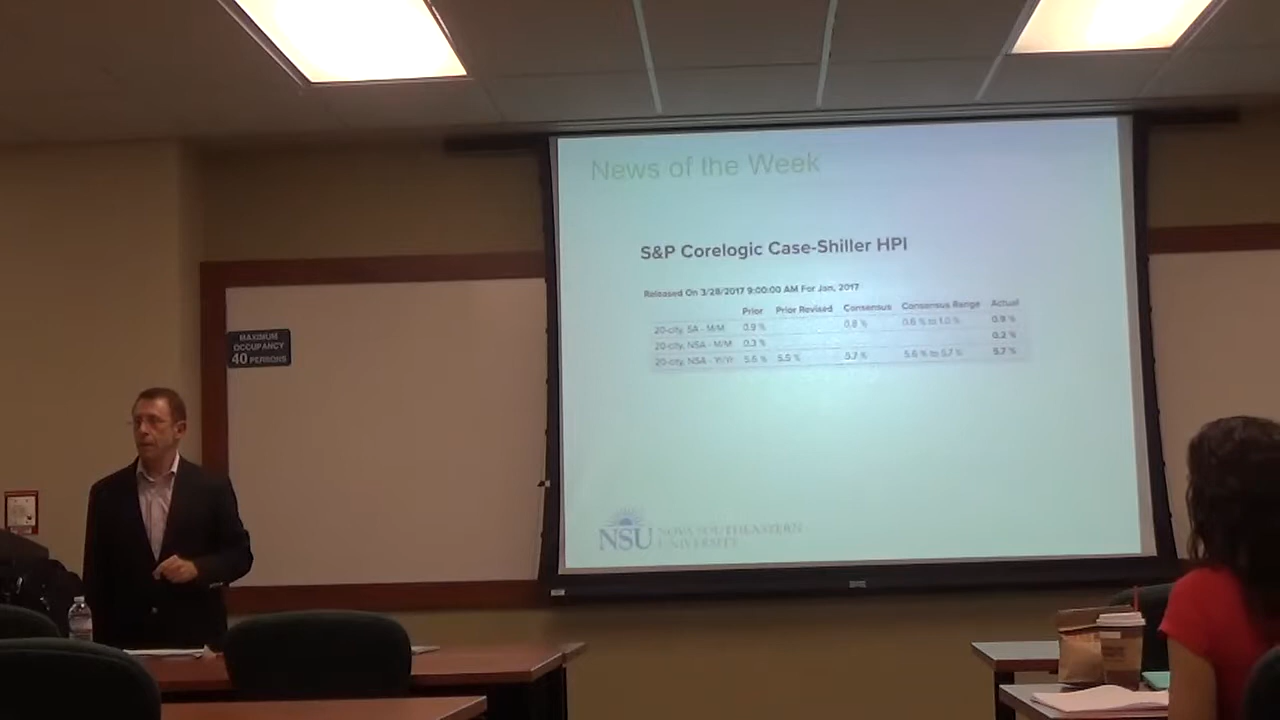 News of the Week
S&P Corelogic Case-Shiller HPI
Released On 3/28/2017 9:00:00 AM For Jan, 2017
Prior Prior Revised Consensus Consensus Range Actual
20-city, SA - M/M 0.9 % 0.8 % 0.6 % to 1.0 % 0.9 %
20-city, NSA - M/M 0.3 % 0.2 %
20-city, NSA - Yr/Yr 5.6 % 5.5 % 5.7 % 5.6 % to 5.7 % 5.7 %
NSU NOVA SOUTHEASTERN
UNIVERSITY
MAXIMUM
OCCUPANCY
40 PERSONS